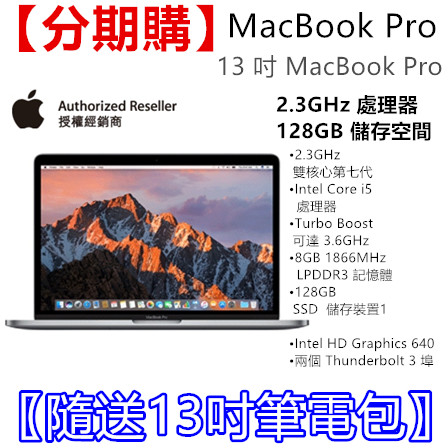 【分期購】MacBook Pro
13 吋 MacBook Pro
Authorized Reseller
授權經銷商
2.3GHz 處理器
128GB 儲存空間
•2.3GHz
雙核心第七代
•Intel Core i5
處理器
•Turbo Boost
可達 3.6GHz
•8GB 1866MHz
LPDDR3 記憶體
•128GB
SSD 儲存裝置1
•Intel HD Graphics 640
•兩個 Thunderbolt 3 埠
MacBook Pro
【隨送13吋筆電包】